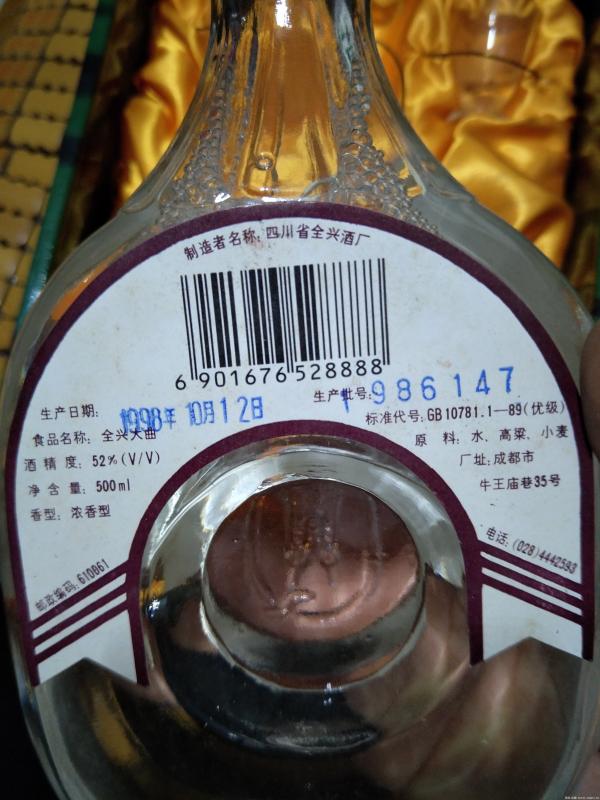 制造者名称:四川省全兴酒厂
6 901676 528888
生产日期: 1998年 10月12日
生产批号: 1986147
食品名称: 全兴大曲
标准代号: GB10781.1—89(优级)
酒精度: 52%(V/V)
原 料: 水、高粱、小麦
净含量: 500ml
厂址: 成都市
牛王庙巷35号
香型: 浓香型
邮政编码: 610061
电话: (028)4442593